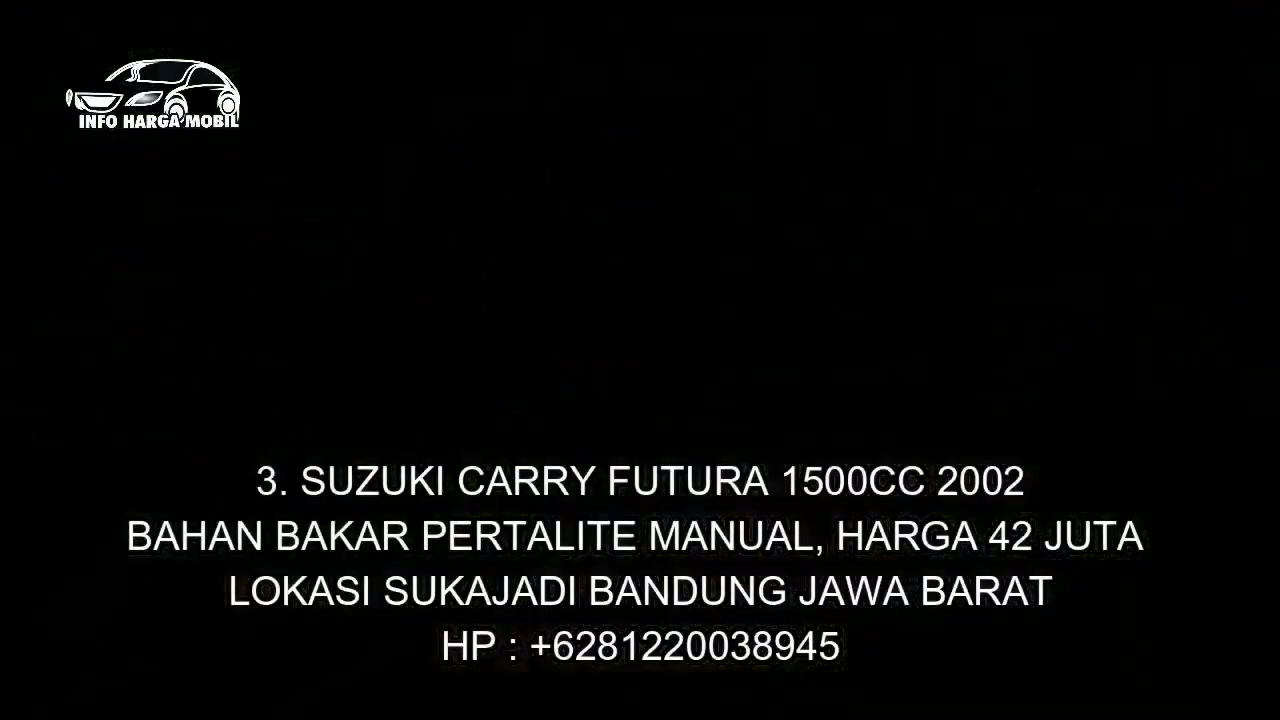 INFO HARGA MOBIL
3. SUZUKI CARRY FUTURA 1500CC 2002
BAHAN BAKAR PERTALITE MANUAL, HARGA 42 JUTA
LOKASI SUKAJADI BANDUNG JAWA BARAT
HP : +6281220038945